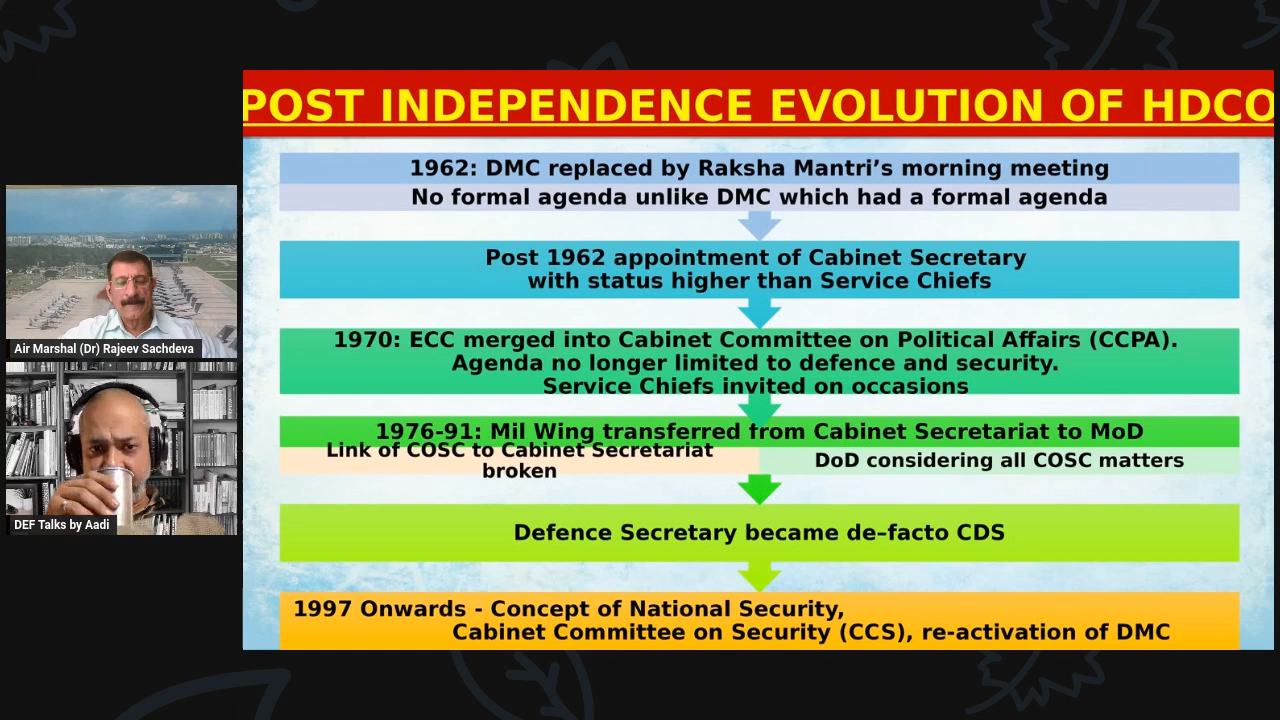 POST INDEPENDENCE EVOLUTION OF HDCO
1962: DMC replaced by Raksha Mantri’s morning meeting
No formal agenda unlike DMC which had a formal agenda
Post 1962 appointment of Cabinet Secretary
with status higher than Service Chiefs
1970: ECC merged into Cabinet Committee on Political Affairs (CCPA).
Agenda no longer limited to defence and security.
Service Chiefs invited on occasions
1976-91: Mil Wing transferred from Cabinet Secretariat to MoD
Link of COSC to Cabinet Secretariat
broken
DoD considering all COSC matters
Defence Secretary became de–facto CDS
1997 Onwards - Concept of National Security,
Cabinet Committee on Security (CCS), re-activation of DMC
Air Marshal (Dr) Rajeev Sachdeva
DEF Talks by Aadi